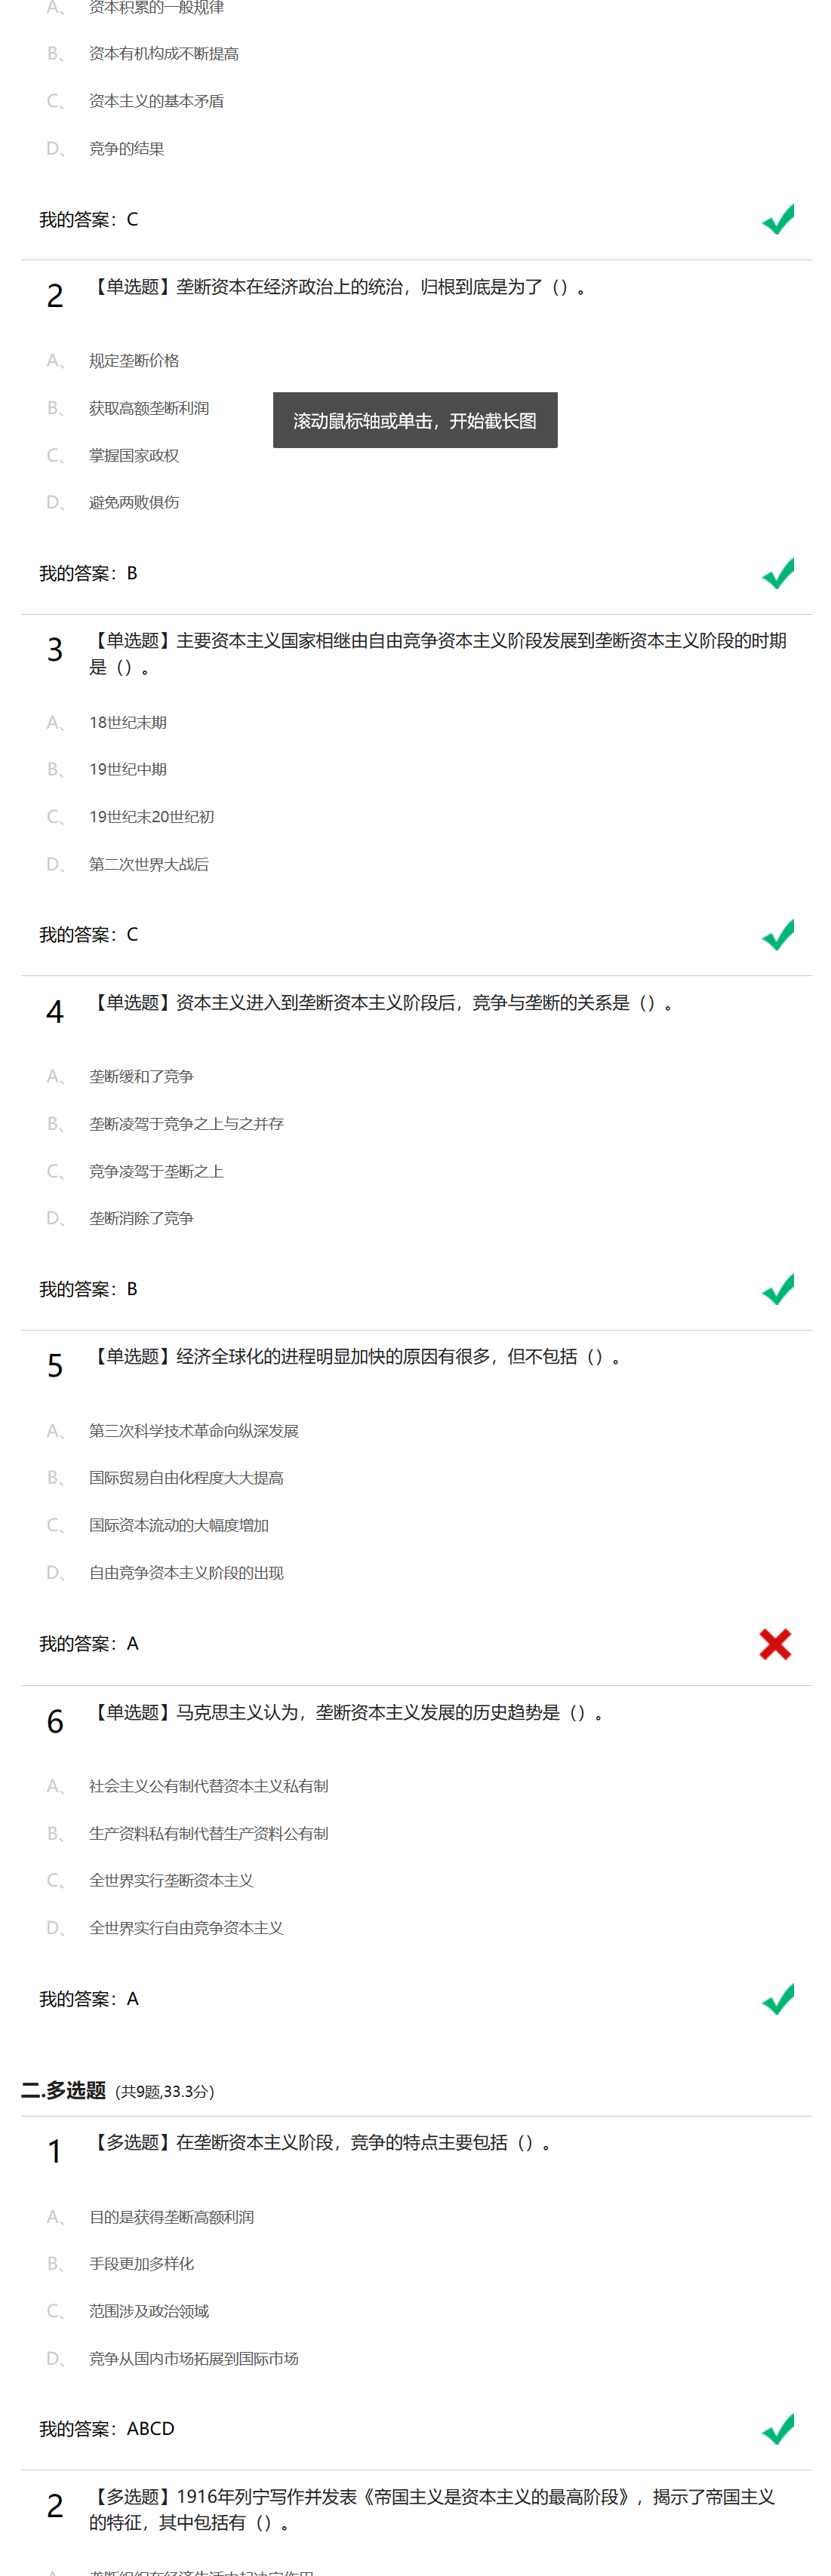 A、 资本积累的一般规律
B、 资本有机构成不断提高
C、 资本主义的基本矛盾
D、 竞争的结果
我的答案：C
2 【单选题】垄断资本在经济政治上的统治，归根到底是为了（）。
A、 规定垄断价格
B、 获取高额垄断利润
滚动鼠标轴或单击，开始截长图
C、 掌握国家政权
D、 避免两败俱伤
我的答案：B
3 【单选题】主要资本主义国家相继由自由竞争资本主义阶段发展到垄断资本主义阶段的时期
是（）。
A、 18世纪末期
B、 19世纪中期
C、 19世纪末20世纪初
D、 第二次世界大战后
我的答案：C
4 【单选题】资本主义进入到垄断资本主义阶段后，竞争与垄断的关系是（）。
A、 垄断缓和了竞争
B、 垄断凌驾于竞争之上与之并存
C、 竞争凌驾于垄断之上
D、 垄断消除了竞争
我的答案：B
5 【单选题】经济全球化的进程明显加快的原因有很多，但不包括（）。
A、 第三次科学技术革命向纵深发展
B、 国际贸易自由化程度大大提高
C、 国际资本流动的大幅度增加
D、 自由竞争资本主义阶段的出现
我的答案：A
6 【单选题】马克思主义认为，垄断资本主义发展的历史趋势是（）。
A、 社会主义公有制代替资本主义私有制
B、 生产资料私有制代替生产资料公有制
C、 全世界实行垄断资本主义
D、 全世界实行自由竞争资本主义
我的答案：A
二.多选题（共9题,33.3分）
1 【多选题】在垄断资本主义阶段，竞争的特点主要包括（）。
A、 目的是获得垄断高额利润
B、 手段更加多样化
C、 范围涉及政治领域
D、 竞争从国内市场拓展到国际市场
我的答案：ABCD
2 【多选题】1916年列宁写作并发表《帝国主义是资本主义的最高阶段》，揭示了帝国主义
的特征，其中包括有（）。